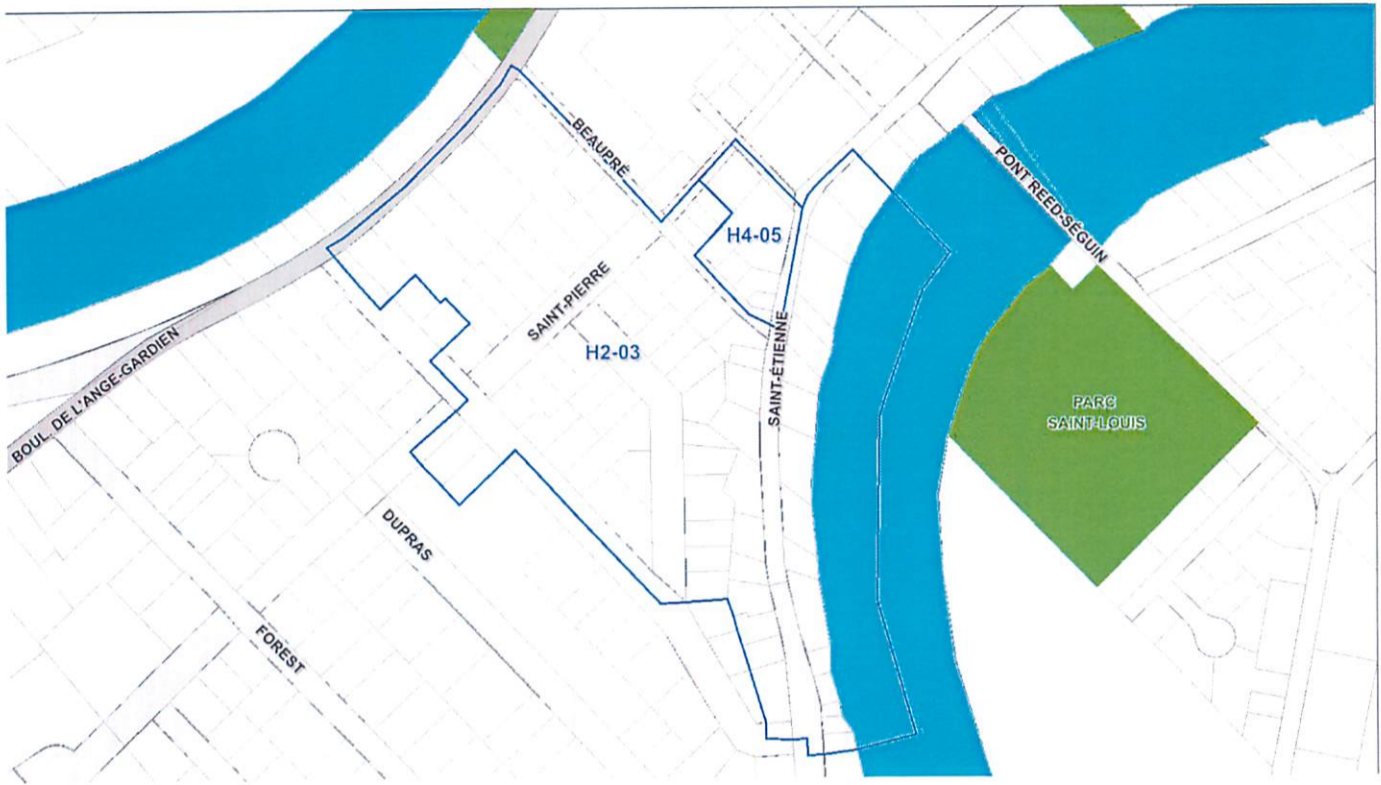 BEAUPRÉ
PONT REED-SÉGUIN
H4-05
SAINT-PIERRE
H2-03
SAINT-ÉTIENNE
BOUL. DE L'ANGE-GARDIEN
PARC
SAINT-LOUIS
DUPRAS
FOREST